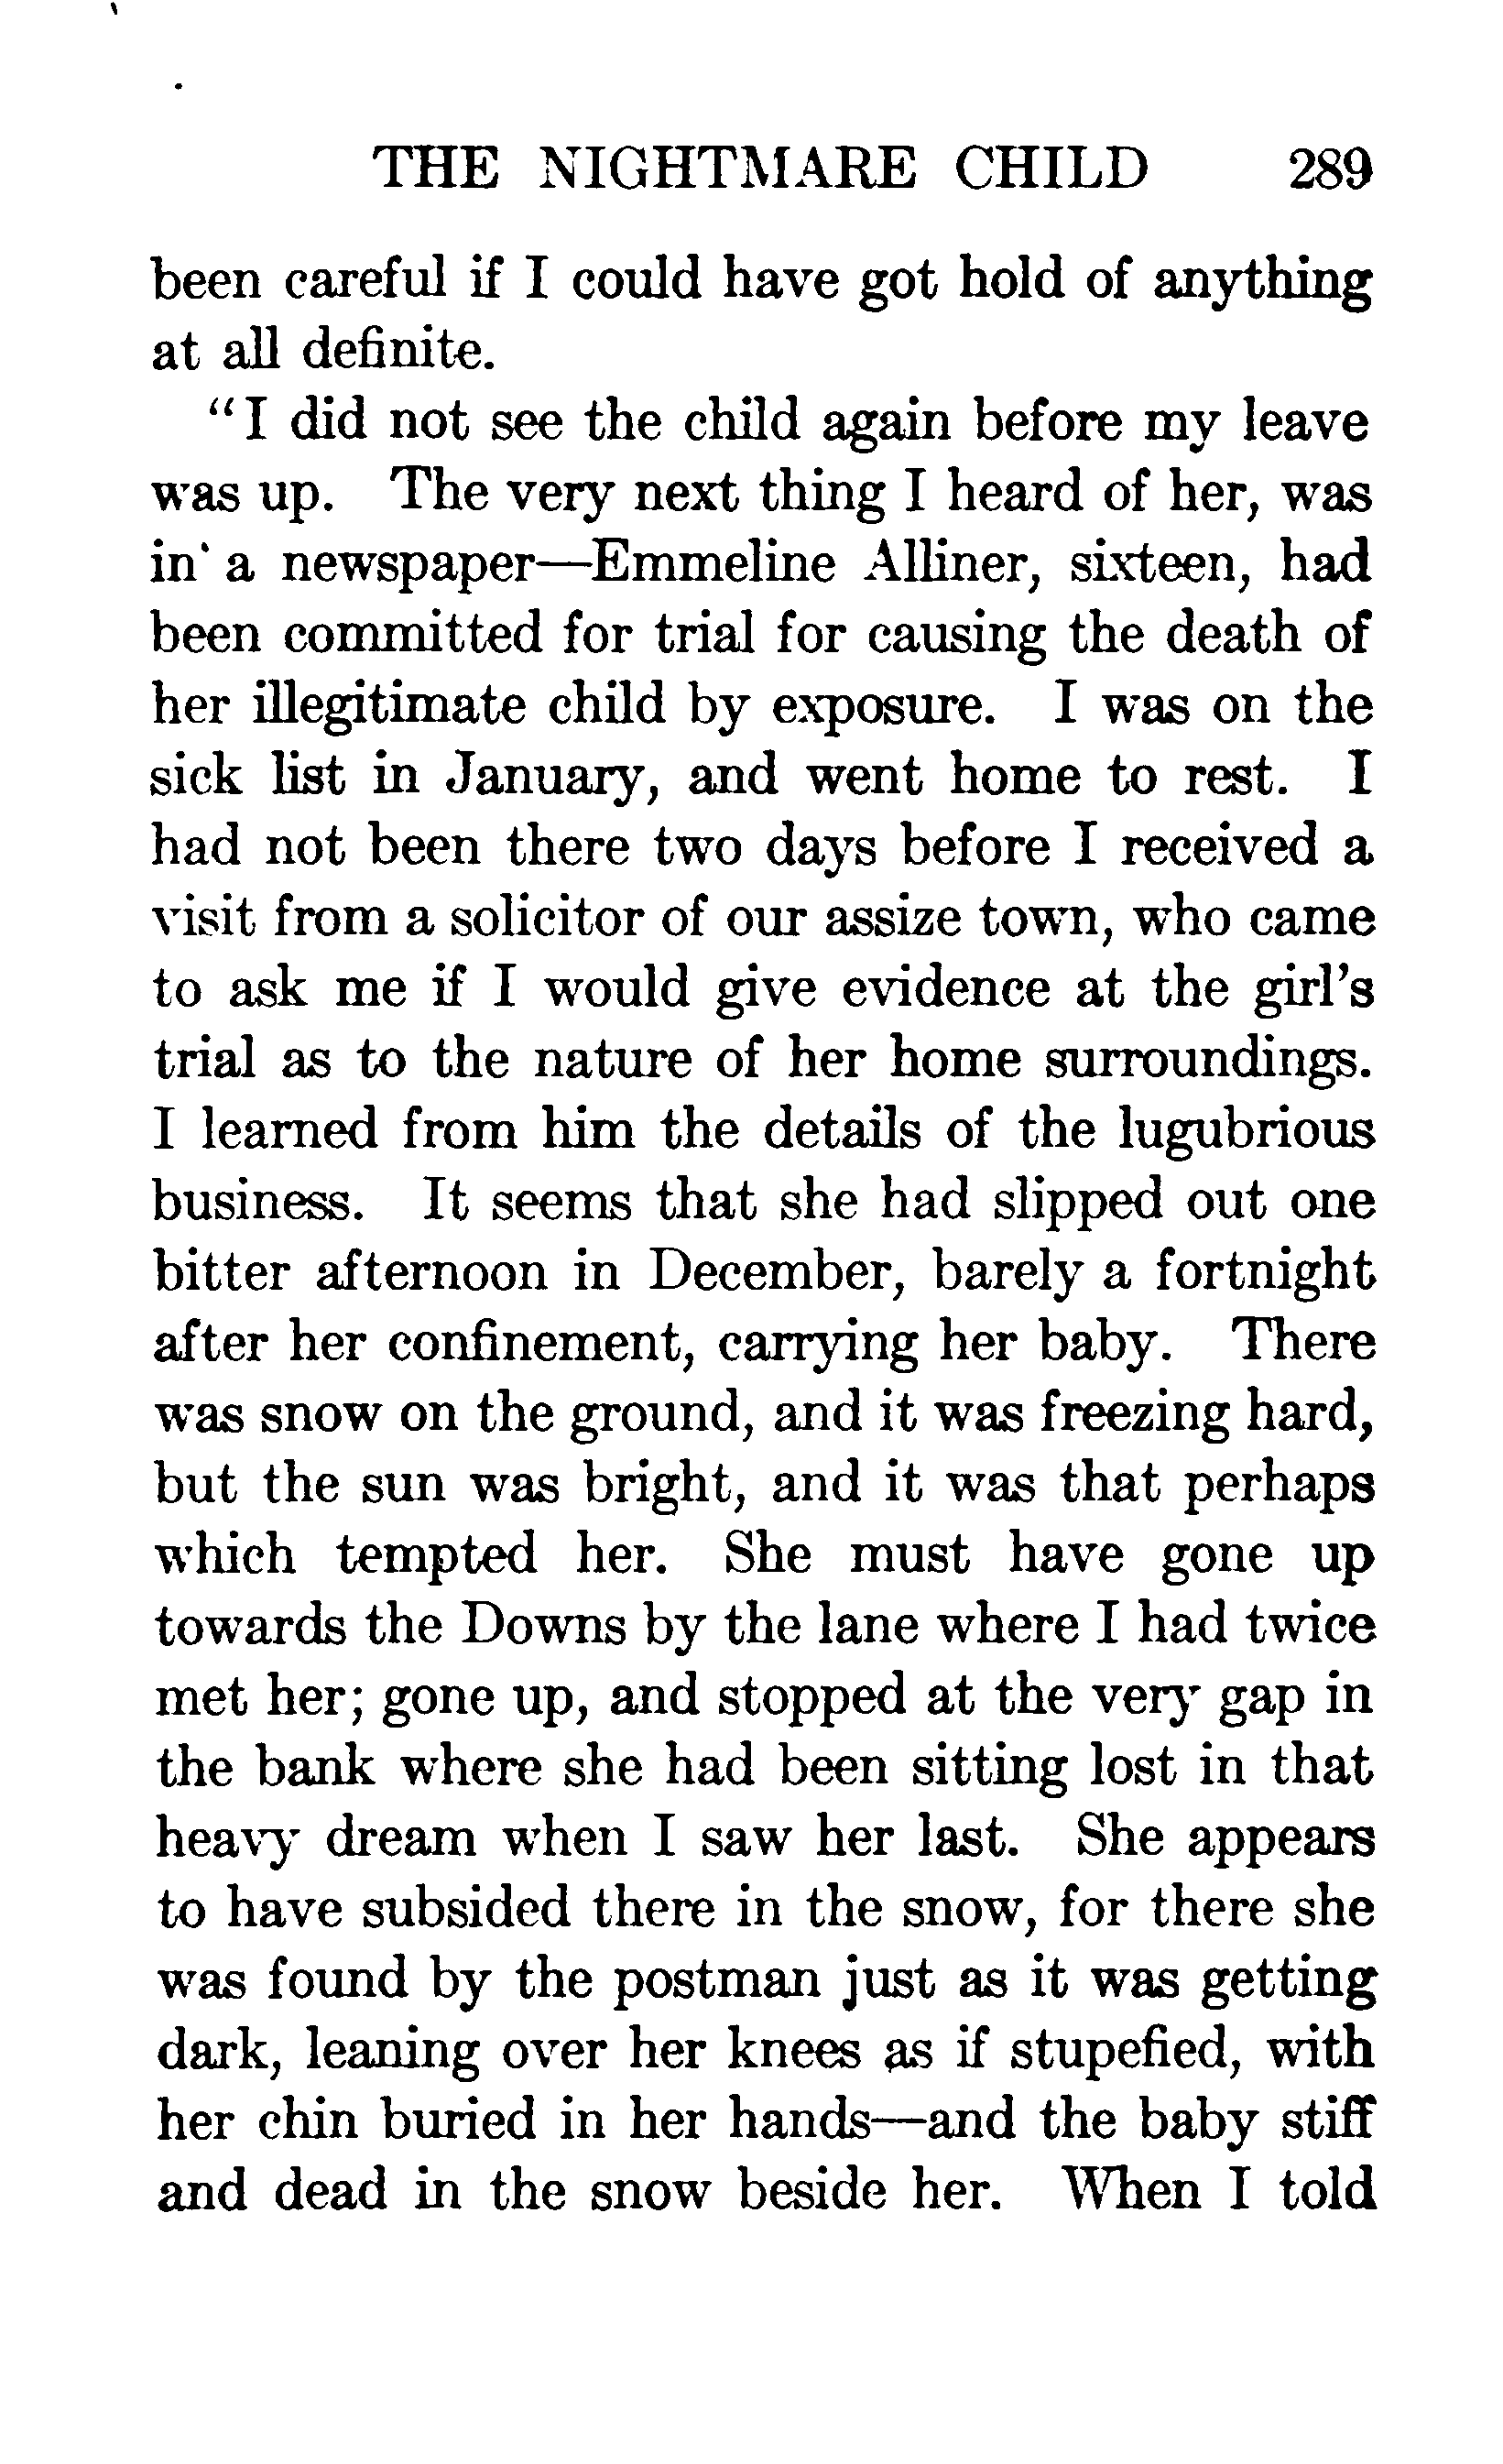 THE NIGHTMARE CHILD 289
been careful if I could have got hold of anything
at all definite.
"I did not see the child again before my leave
was up. The very next thing I heard of her, was
in a newspaper—Emmeline Alliner, sixteen, had
been committed for trial for causing the death of
her illegitimate child by exposure. I was on the
sick list in January, and went home to rest. I
had not been there two days before I received a
visit from a solicitor of our assize town, who came
to ask me if I would give evidence at the girl's
trial as to the nature of her home surroundings.
I learned from him the details of the lugubrious
business. It seems that she had slipped out one
bitter afternoon in December, barely a fortnight
after her confinement, carrying her baby. There
was snow on the ground, and it was freezing hard,
but the sun was bright, and it was that perhaps
which tempted her. She must have gone up
towards the Downs by the lane where I had twice
met her; gone up, and stopped at the very gap in
the bank where she had been sitting lost in that
heavy dream when I saw her last. She appears
to have subsided there in the snow, for there she
was found by the postman just as it was getting
dark, leaning over her knees as if stupefied, with
her chin buried in her hands—and the baby stiff
and dead in the snow beside her. When I told